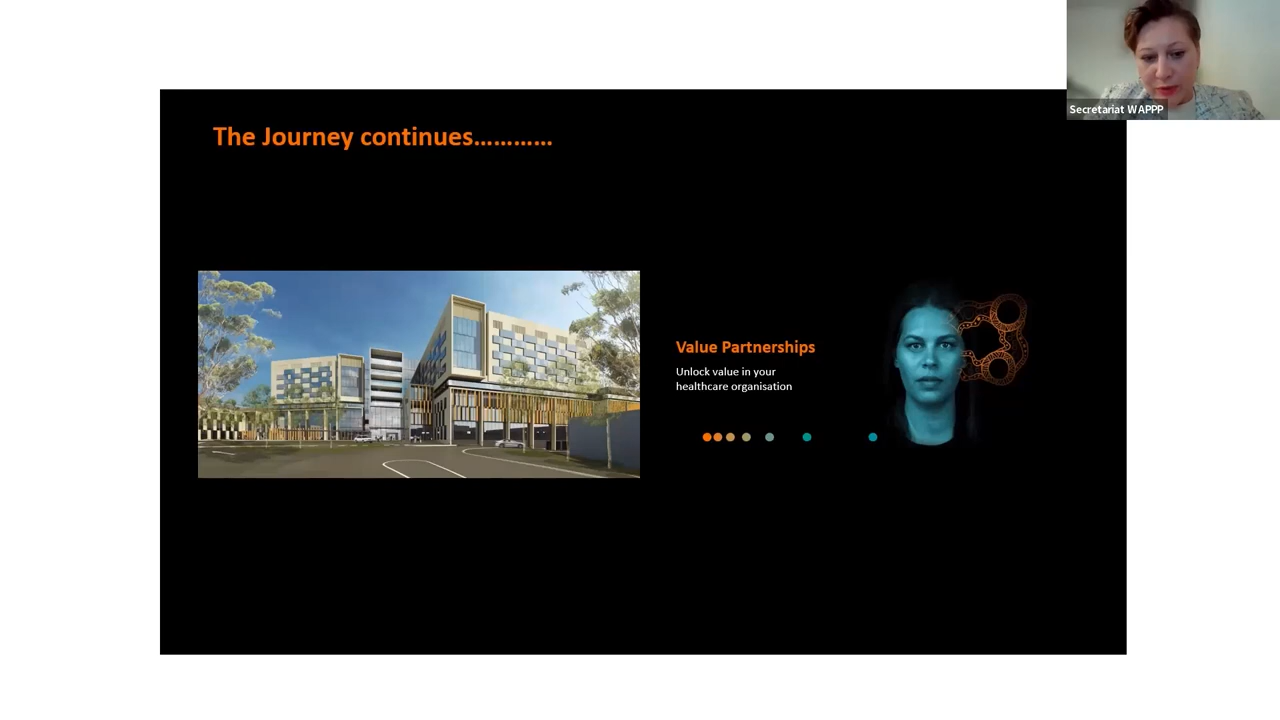 Secretariat WAPPP
The Journey continues............
Value Partnerships
Unlock value in your
healthcare organisation